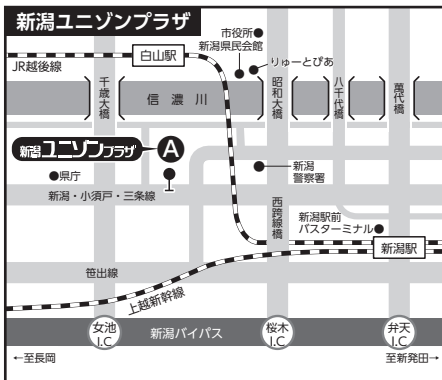 新潟ユニゾンプラザ
市役所
新潟県民会館
りゅーとぴあ
白山駅
JR越後線
千歳大橋
信濃川
昭和大橋
八千代橋
萬代橋
新潟ユニゾンプラザ A
県庁
新潟警察署
新潟・小須戸・三条線
西跨線橋
新潟駅前
バスターミナル
新潟駅
笹出線
上越新幹線
女池
I.C
新潟バイパス
桜木
I.C
弁天
I.C
←至長岡
至新発田→